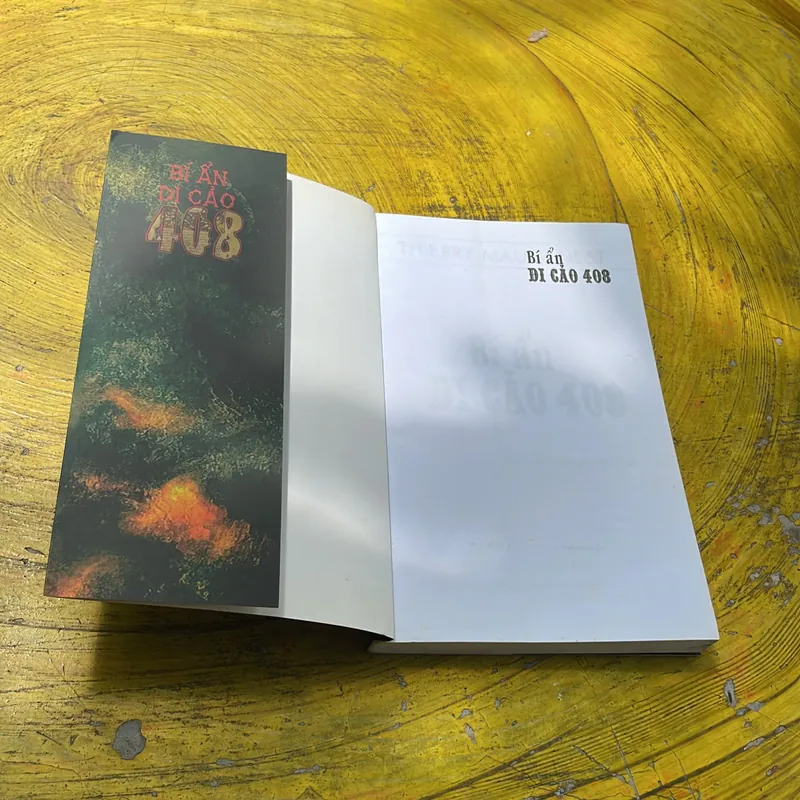 BÍ ẨN
DI CẢO
408
Bí ẩn
DI CẢO 408